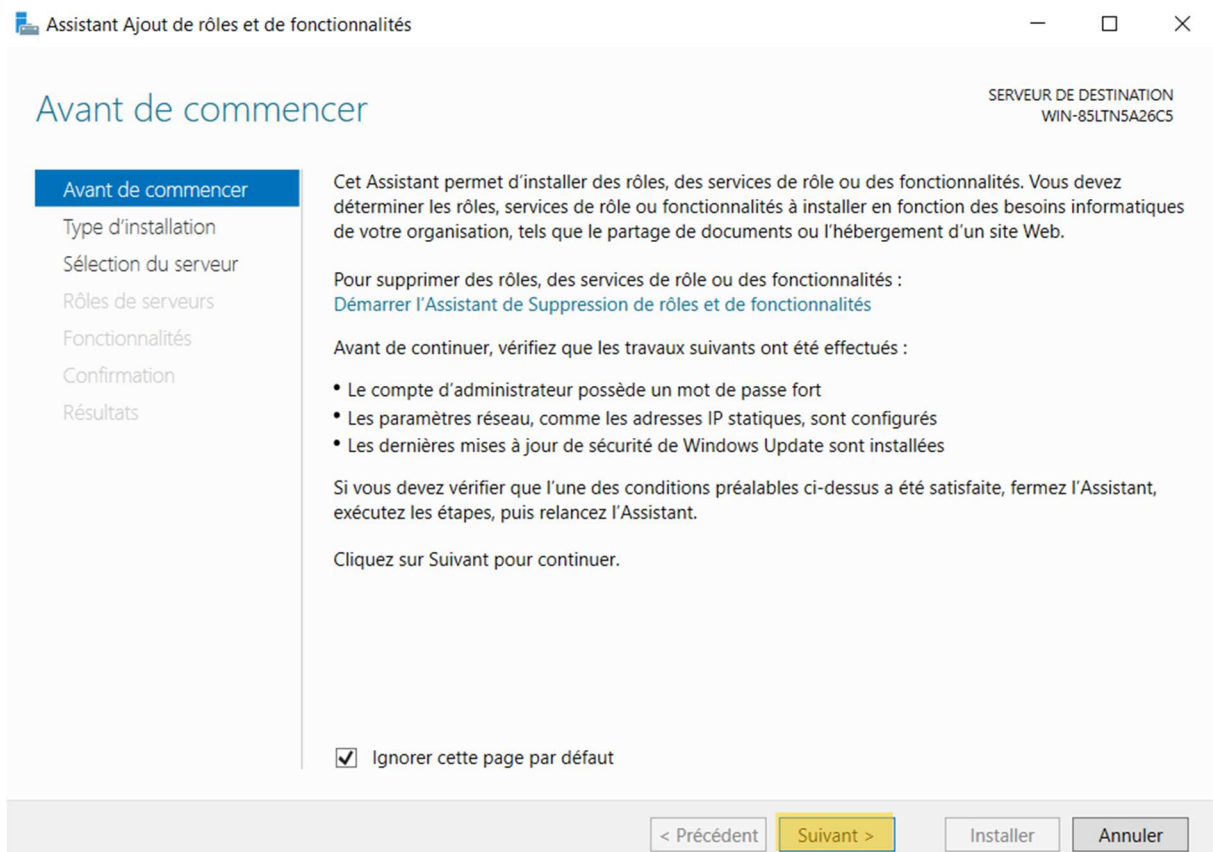 Assistant Ajout de rôles et de fonctionnalités
Avant de commencer
SERVEUR DE DESTINATION
WIN-85LTN5A26C5
Avant de commencer
Type d'installation
Sélection du serveur
Rôles de serveurs
Fonctionnalités
Confirmation
Résultats
Cet Assistant permet d'installer des rôles, des services de rôle ou des fonctionnalités. Vous devez
déterminer les rôles, services de rôle ou fonctionnalités à installer en fonction des besoins informatiques
de votre organisation, tels que le partage de documents ou l'hébergement d'un site Web.
Pour supprimer des rôles, des services de rôle ou des fonctionnalités :
Démarrer l'Assistant de Suppression de rôles et de fonctionnalités
Avant de continuer, vérifiez que les travaux suivants ont été effectués :
• Le compte d'administrateur possède un mot de passe fort
• Les paramètres réseau, comme les adresses IP statiques, sont configurés
• Les dernières mises à jour de sécurité de Windows Update sont installées
Si vous devez vérifier que l'une des conditions préalables ci-dessus a été satisfaite, fermez l'Assistant,
exécutez les étapes, puis relancez l'Assistant.
Cliquez sur Suivant pour continuer.
Ignorer cette page par défaut
< Précédent
Suivant >
Installer
Annuler